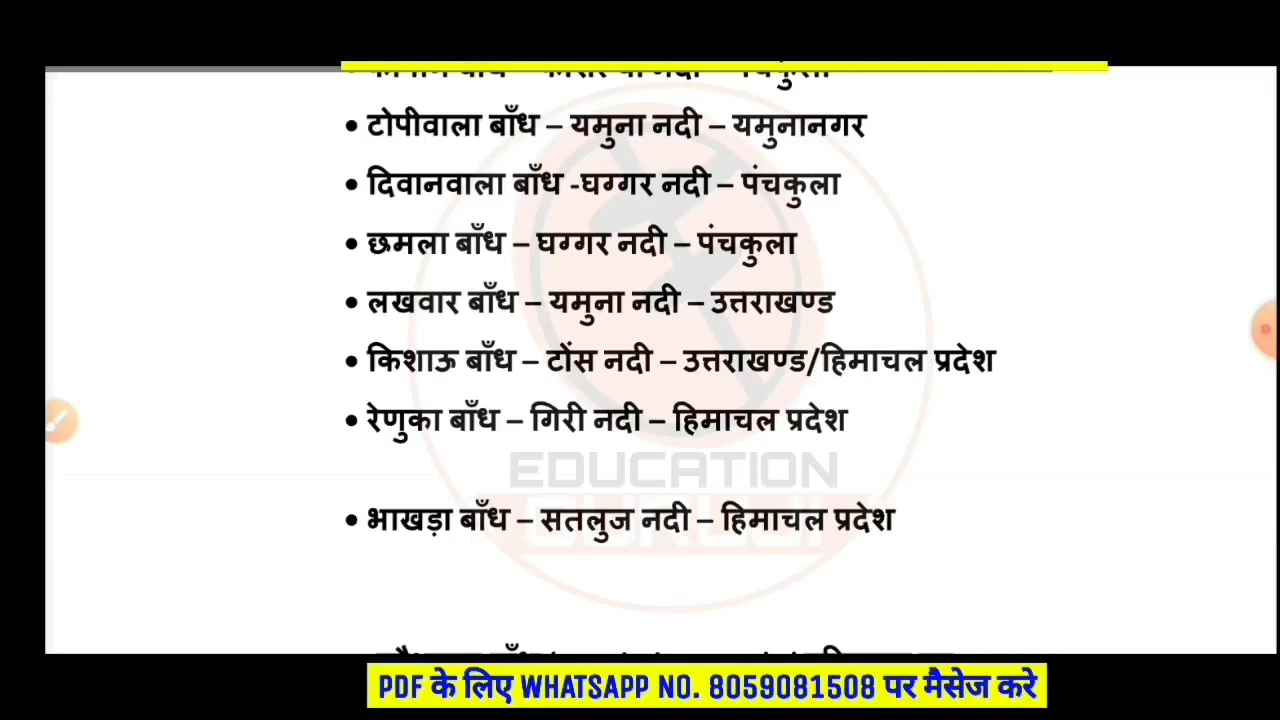 • टोपीवाला बाँध – यमुना नदी – यमुनानगर
• दिवानवाला बाँध -घग्गर नदी – पंचकुला
• छमला बाँध – घग्गर नदी – पंचकुला
• लखवार बाँध – यमुना नदी – उत्तराखण्ड
• किशाऊ बाँध – टोंस नदी – उत्तराखण्ड/हिमाचल प्रदेश
• रेणुका बाँध – गिरी नदी – हिमाचल प्रदेश
EDUCATION
• भाखड़ा बाँध – सतलुज नदी – हिमाचल प्रदेश
GURUJI
PDF के लिए WHATSAPP NO. 8059081508 पर मैसेज करे